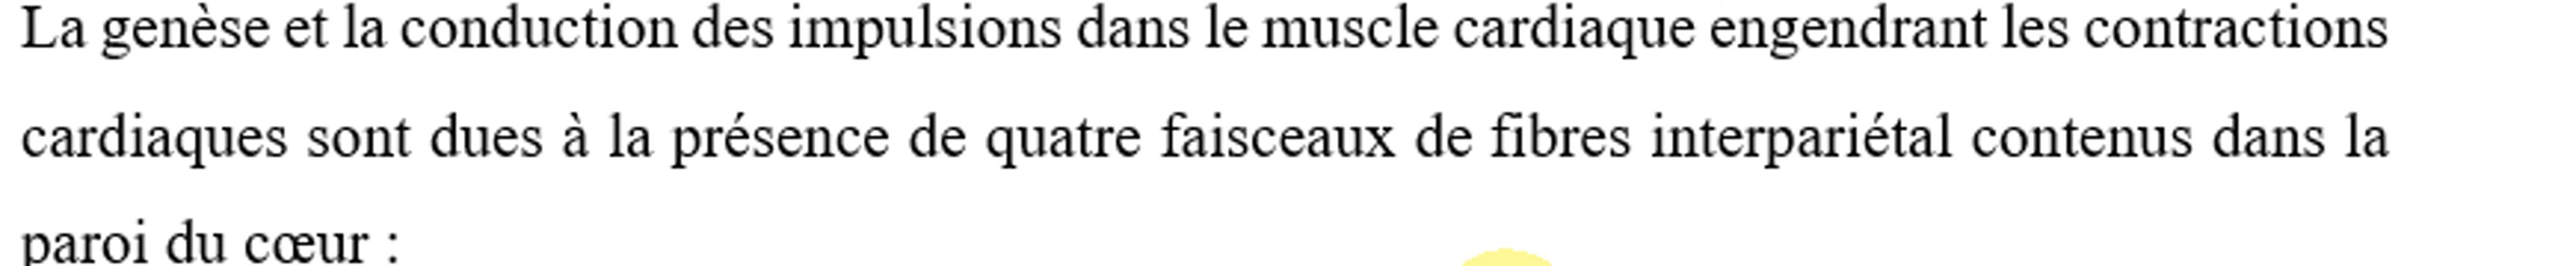 La genèse et la conduction des impulsions dans le muscle cardiaque engendrant les contractions
cardiaques sont dues à la présence de quatre faisceaux de fibres interpariétal contenus dans la
paroi du cœur :